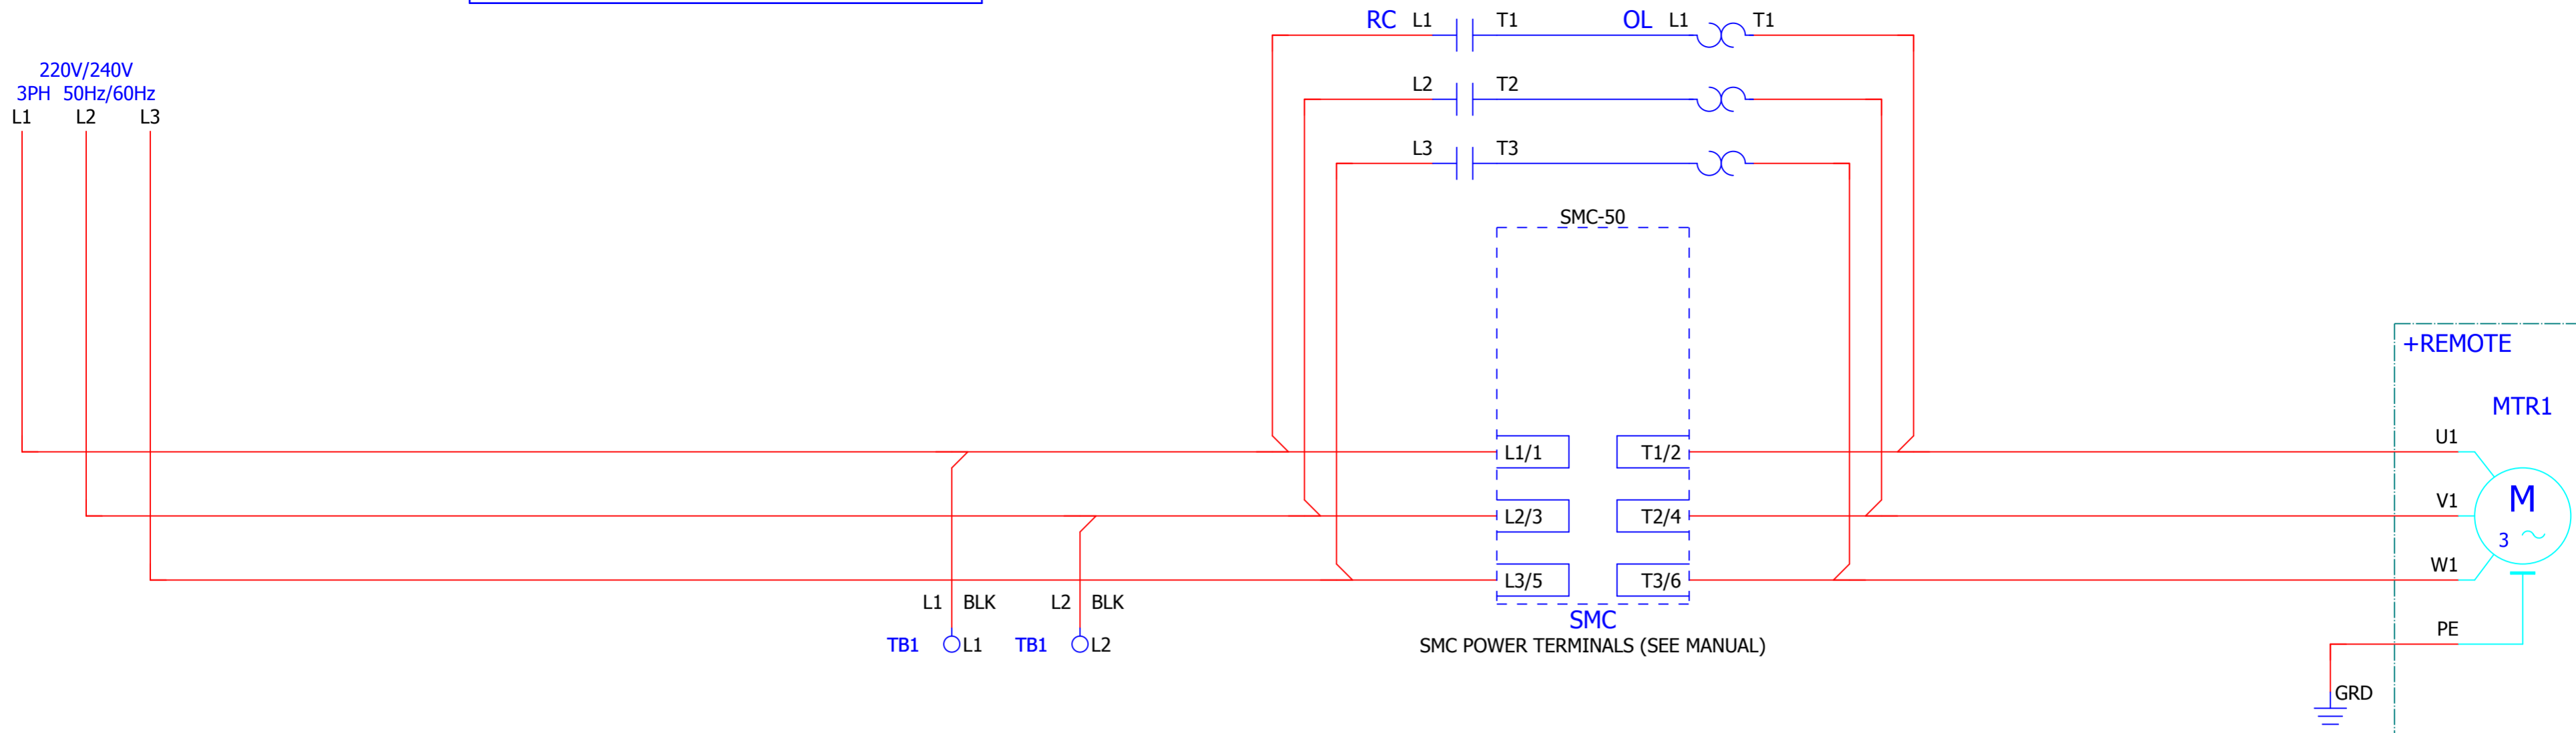 RC L1 T1 OL L1 T1
220V/240V
3PH 50Hz/60Hz
L1 L2 L3
L2 T2
L3 T3
SMC-50
+REMOTE
MTR1
L1/1 T1/2 U1
L2/3 T2/4 V1
M
3
L3/5 T3/6 W1
L1 BLK L2 BLK
SMC
TB1 L1 TB1 L2 SMC POWER TERMINALS (SEE MANUAL)
PE
GRD